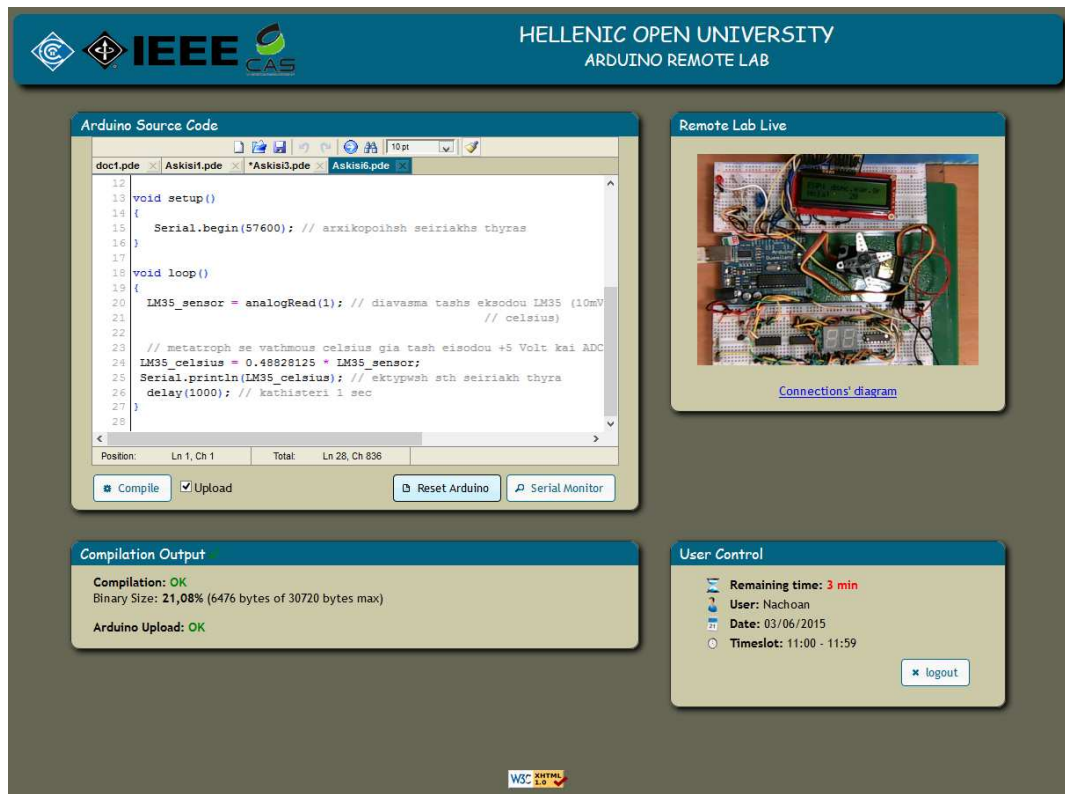 IEEE
CAS
HELLENIC OPEN UNIVERSITY
ARDUINO REMOTE LAB
Arduino Source Code
10 pt
doc1.pde
Askisi1.pde
*Askisi3.pde
Askisi6.pde
12
13 void setup()
14 {
15 Serial.begin(57600); // arxikopoihsh seiriakhs thyras
16 }
17
18 void loop()
19 {
20 LM35_sensor = analogRead(1); // diavasma tashs eksodou LM35 (10mV
21 // celsius)
22
23 // metatroph se vathmous celsius gia tash eisodou +5 Volt kai ADC
24 LM35_celsius = 0.48828125 * LM35_sensor;
25 Serial.println(LM35_celsius); // ektypwsh sth seiriakh thyra
26 delay(1000); // kathisteri 1 sec
27 }
28
Position: Ln 1, Ch 1 Total: Ln 28, Ch 836
Compile
Upload
Reset Arduino
Serial Monitor
Remote Lab Live
Connections' diagram
Compilation Output
Compilation: OK
Binary Size: 21,08% (6476 bytes of 30720 bytes max)
Arduino Upload: OK
User Control
Remaining time: 3 min
User: Nachoan
Date: 03/06/2015
Timeslot: 11:00 - 11:59
logout
W3C XHTML 1.0